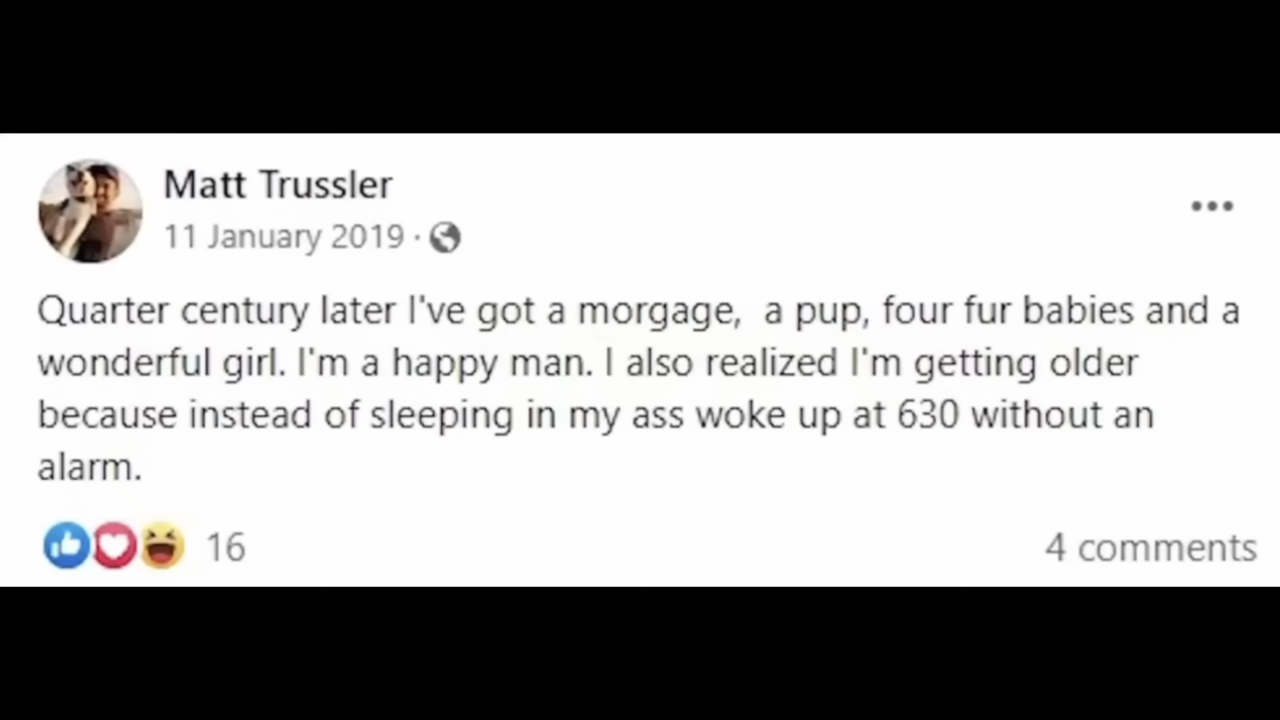 Matt Trussler
11 January 2019 ·
Quarter century later I've got a morgage,  a pup, four fur babies and a
wonderful girl. I'm a happy man. I also realized I'm getting older
because instead of sleeping in my ass woke up at 630 without an
alarm.
16
4 comments